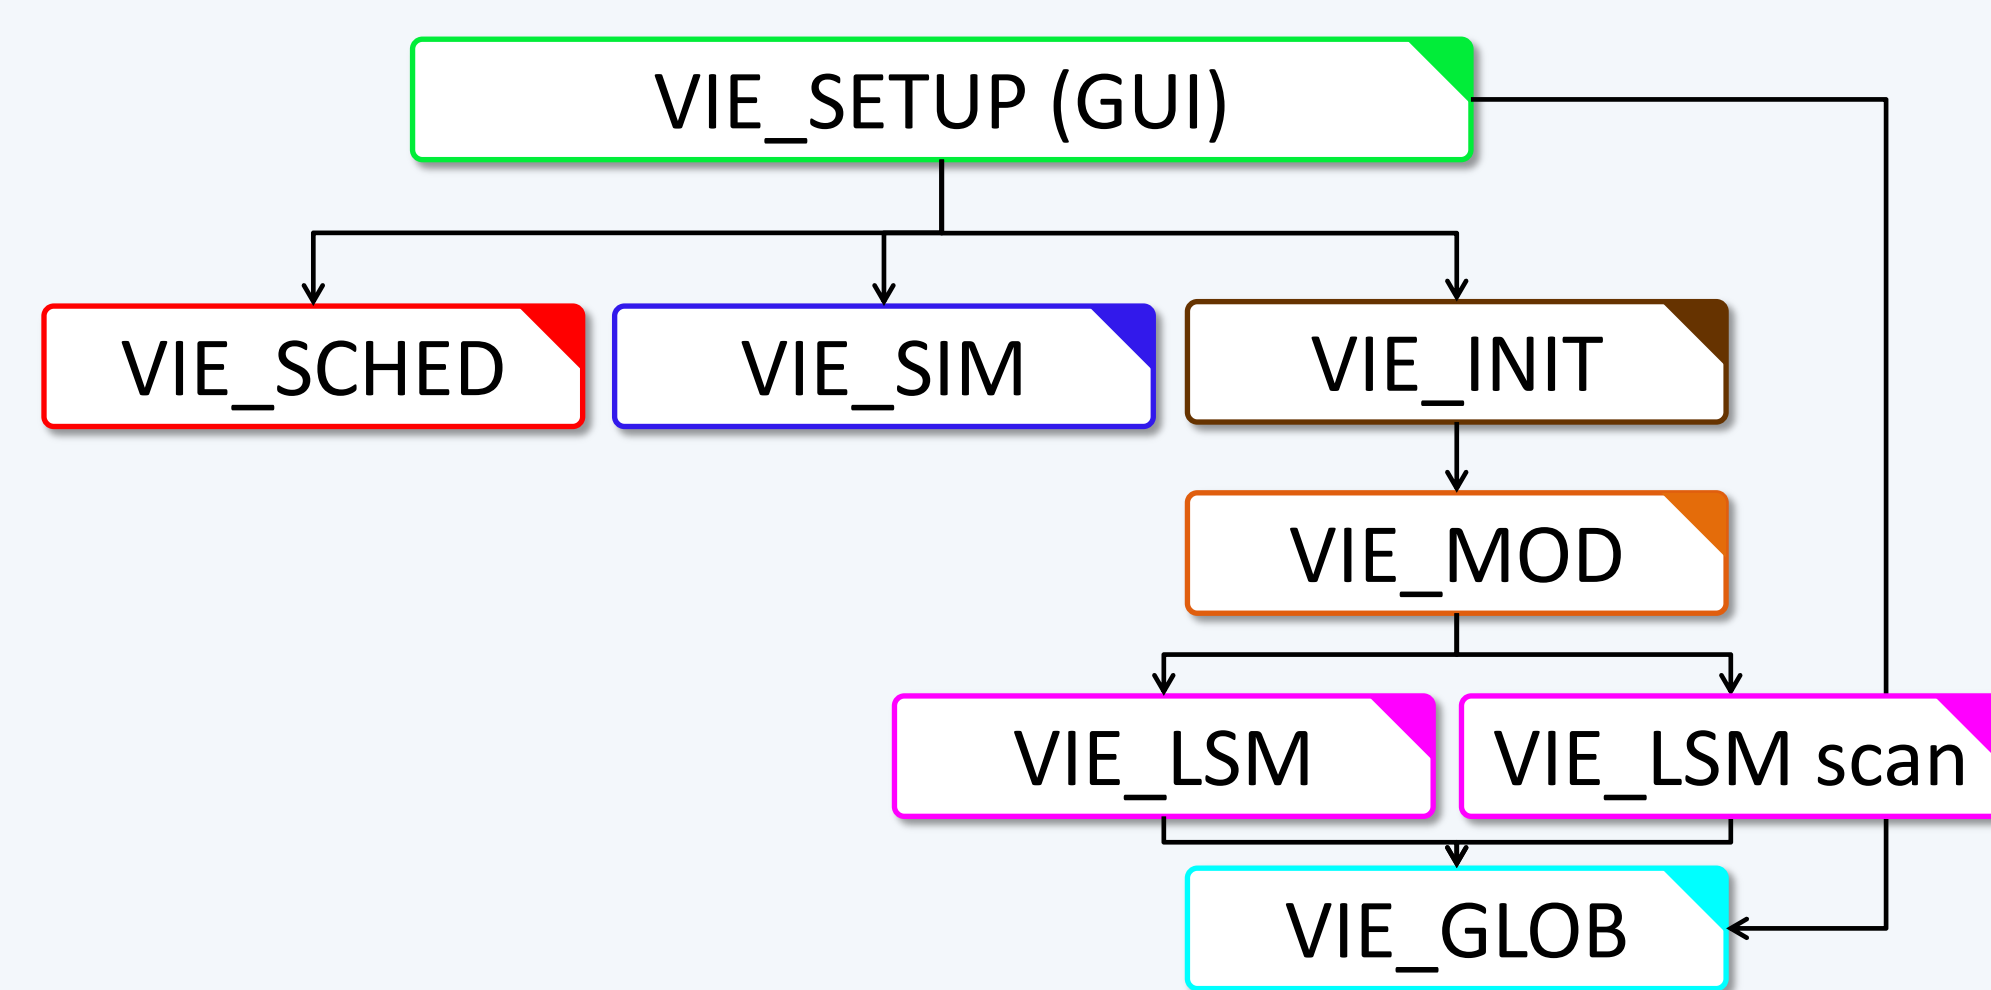 VIE_SETUP (GUI)
VIE_SCHED
VIE_SIM
VIE_INIT
VIE_MOD
VIE_LSM
VIE_LSM scan
VIE_GLOB